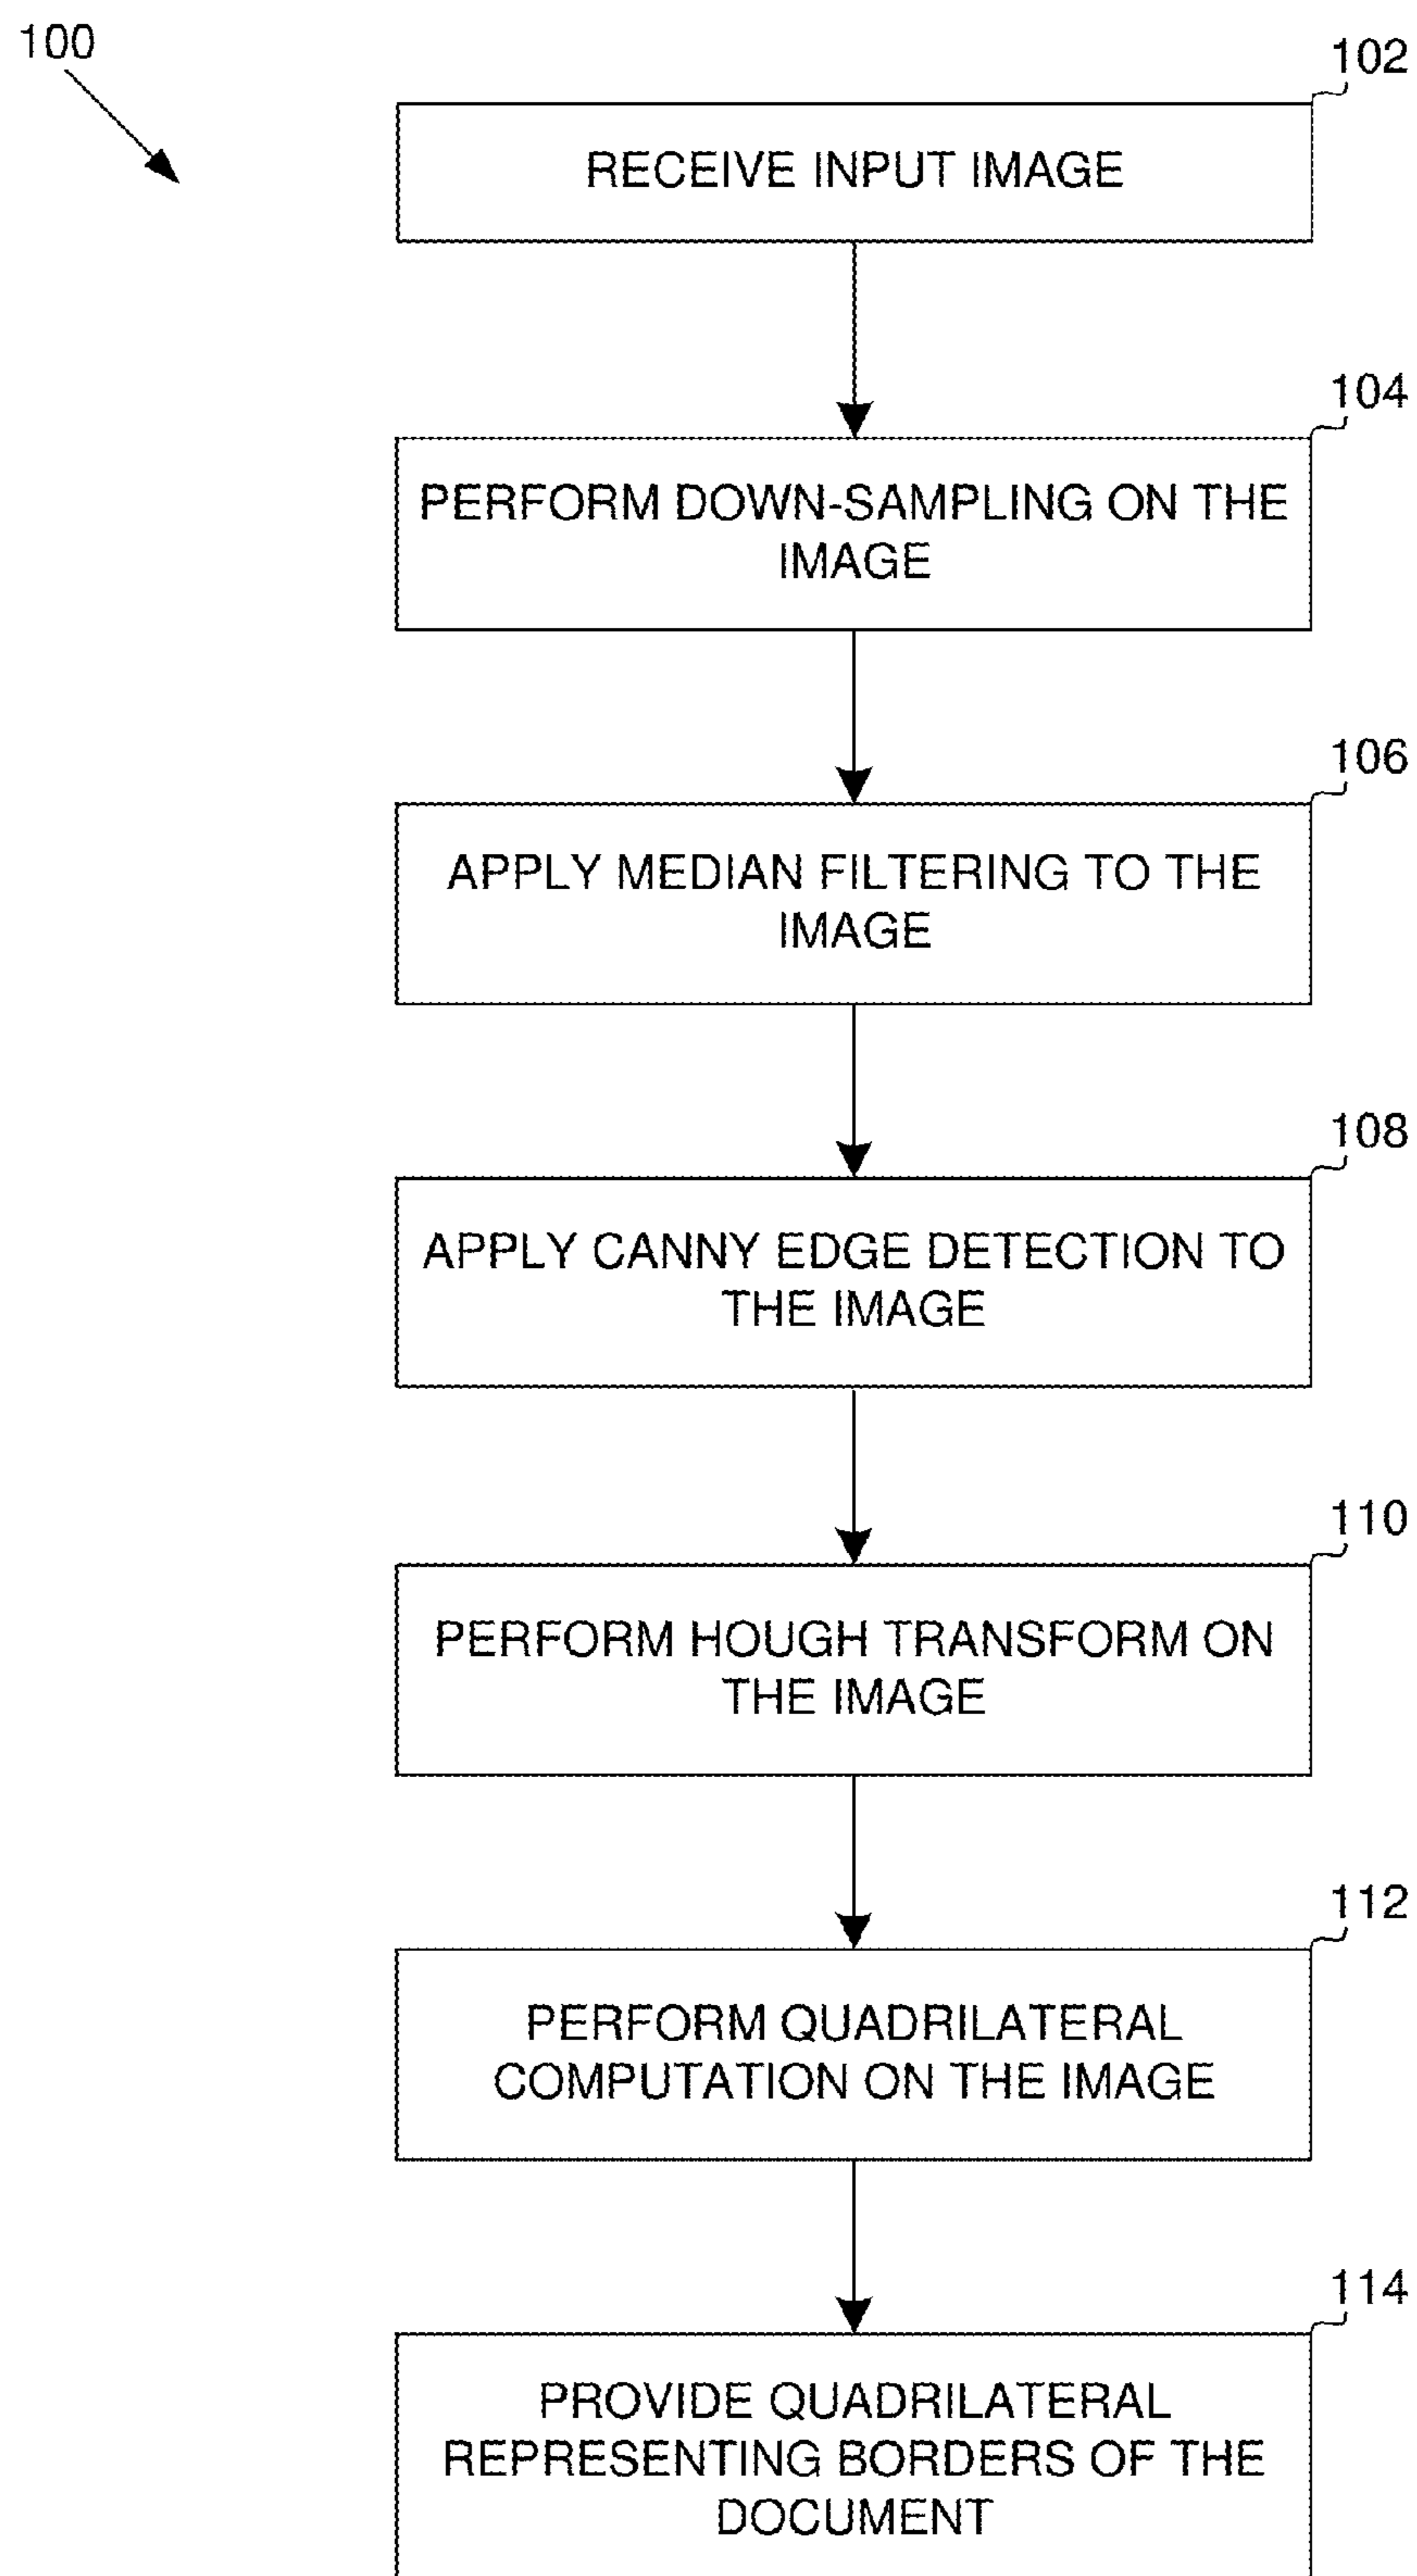 100
102
RECEIVE INPUT IMAGE
104
PERFORM DOWN-SAMPLING ON THE
IMAGE
106
APPLY MEDIAN FILTERING TO THE
IMAGE
108
APPLY CANNY EDGE DETECTION TO
THE IMAGE
110
PERFORM HOUGH TRANSFORM ON
THE IMAGE
112
PERFORM QUADRILATERAL
COMPUTATION ON THE IMAGE
114
PROVIDE QUADRILATERAL
REPRESENTING BORDERS OF THE
DOCUMENT